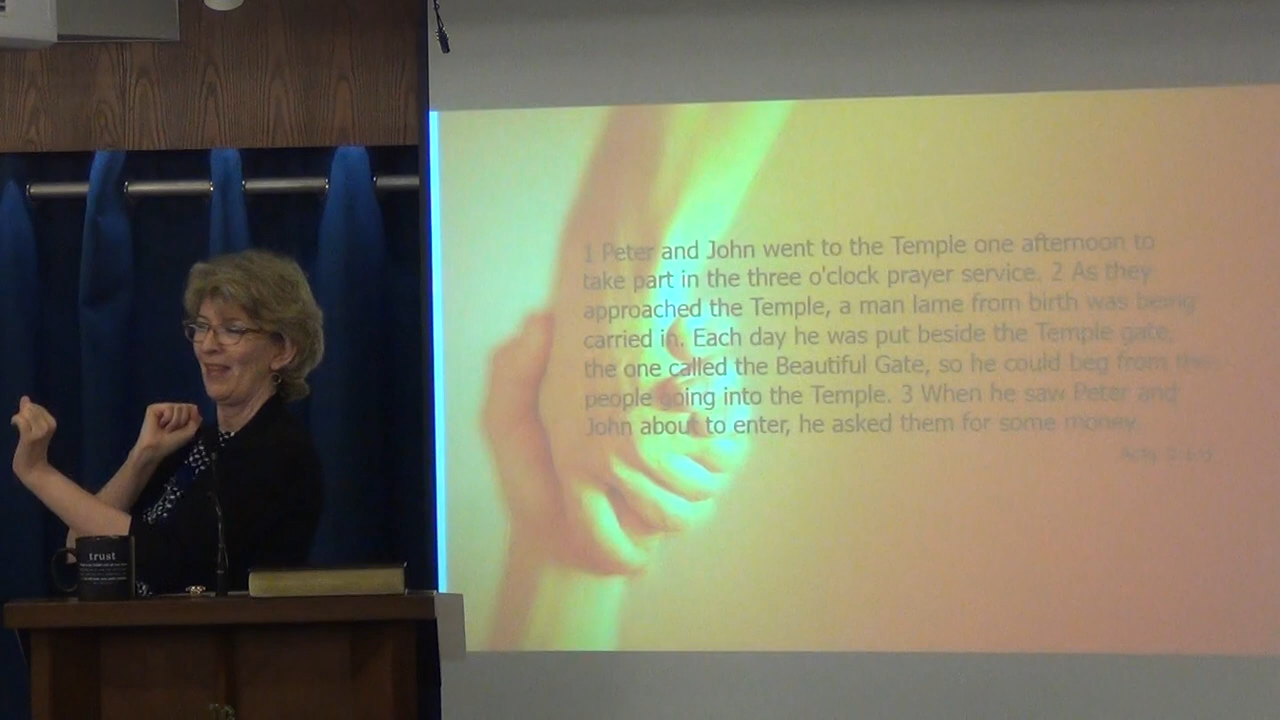 1 Peter and John went to the Temple one afternoon to
take part in the three o'clock prayer service. 2 As they
approached the Temple, a man lame from birth was being
carried in. Each day he was put beside the Temple gate,
the one called the Beautiful Gate, so he could beg from the
people going into the Temple. 3 When he saw Peter and
John about to enter, he asked them for some money.
trust